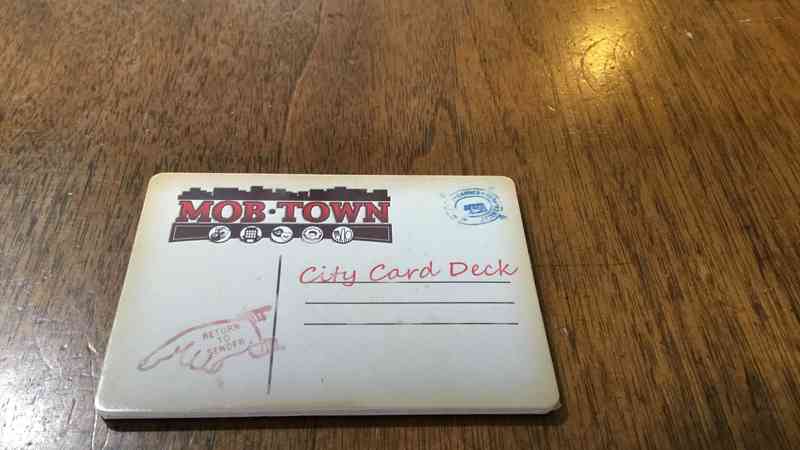 MOB·TOWN
City Card Deck
RETURN
TO
SENDER